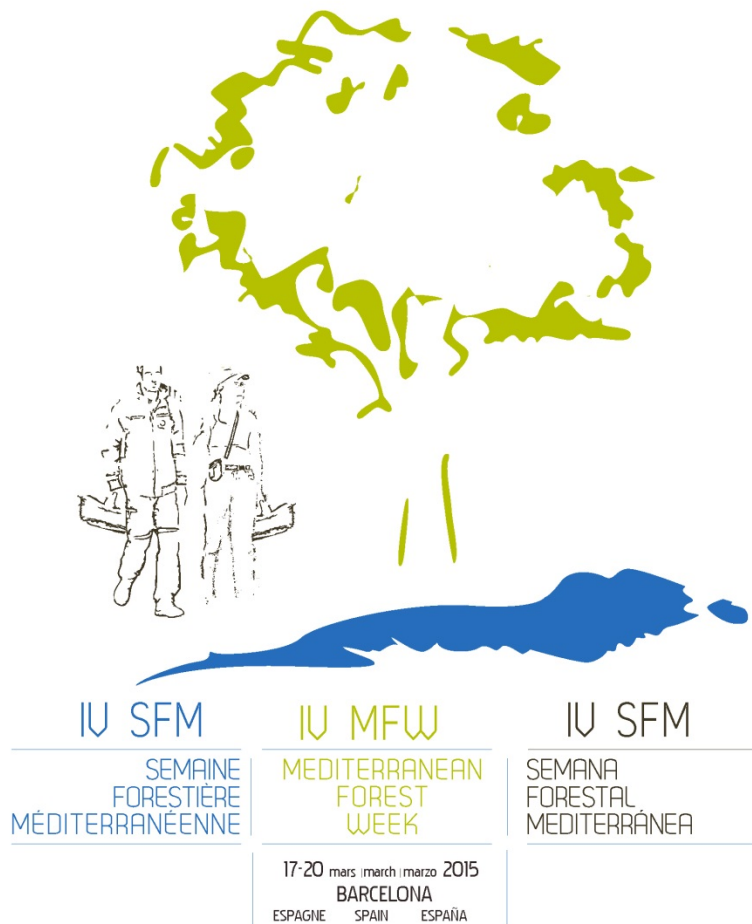 IV SFM
SEMAINE
FORESTIÈRE
MÉDITERRANÉENNE
IV MFW
MEDITERRANEAN
FOREST
WEEK
IV SFM
SEMANA
FORESTAL
MEDITERRÁNEA
17-20 mars | march | marzo 2015
BARCELONA
ESPAGNE SPAIN ESPAÑA